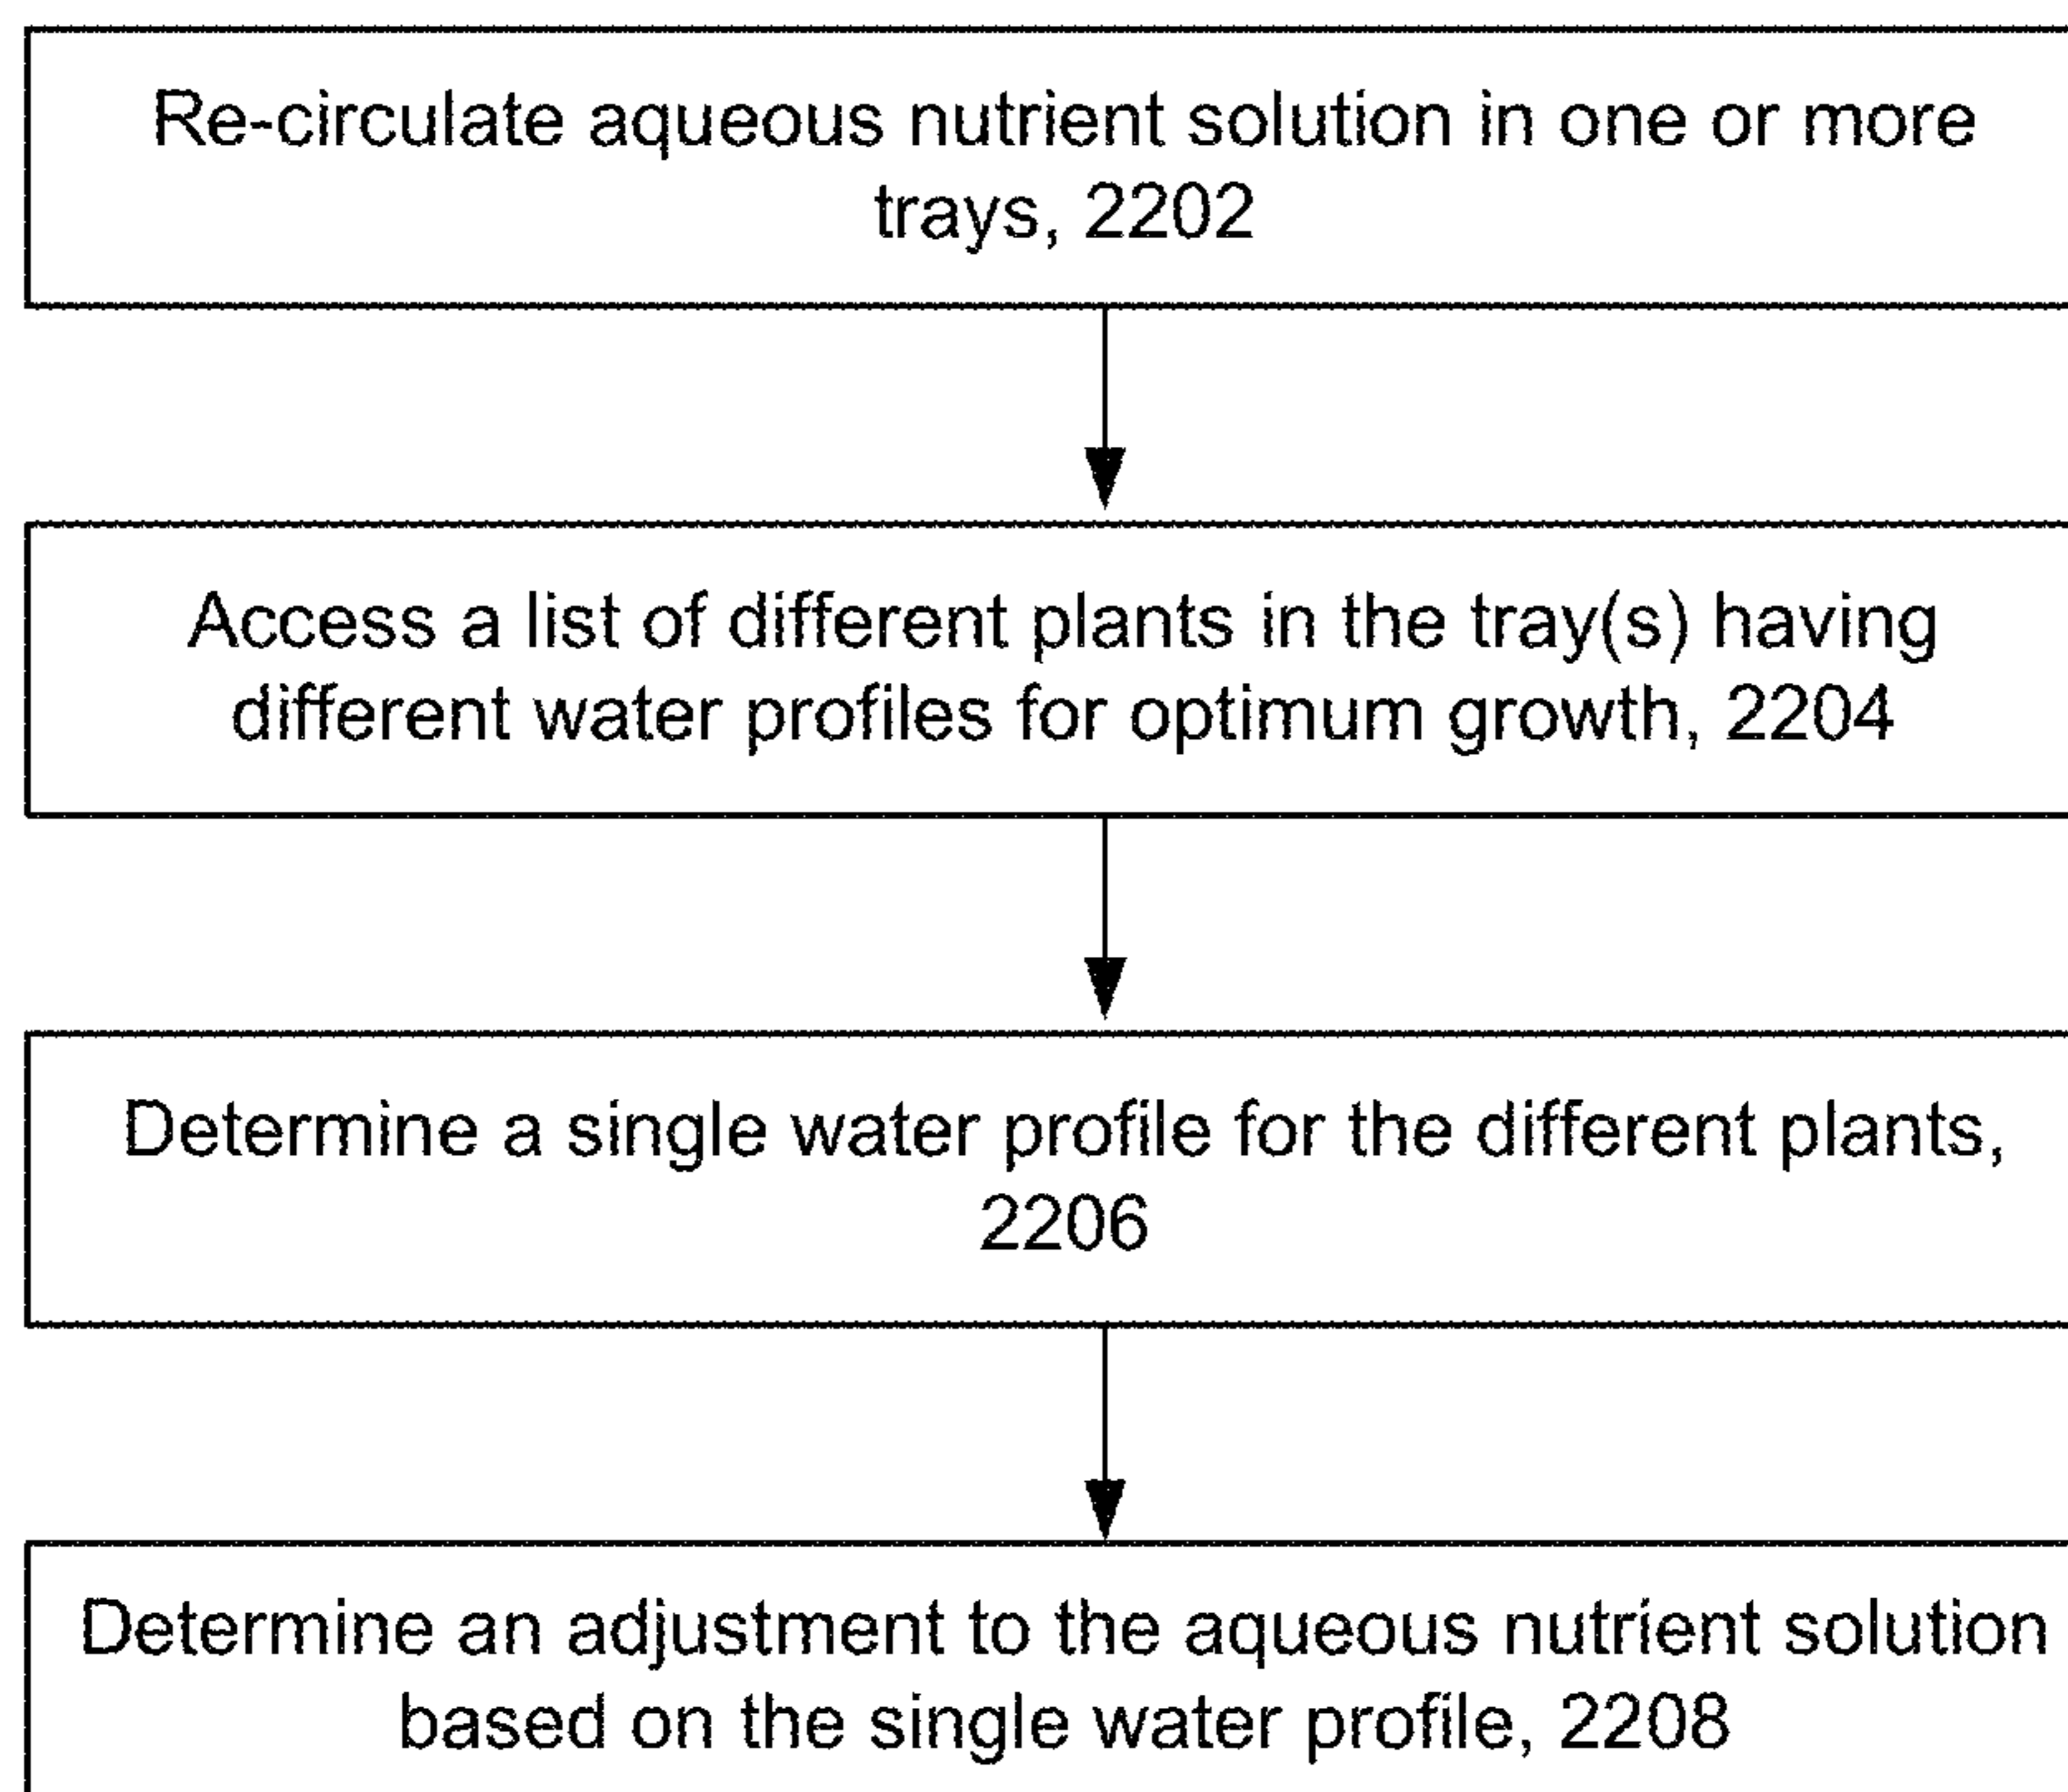 Re-circulate aqueous nutrient solution in one or more
trays, 2202
Access a list of different plants in the tray(s) having
different water profiles for optimum growth, 2204
Determine a single water profile for the different plants,
2206
Determine an adjustment to the aqueous nutrient solution
based on the single water profile, 2208